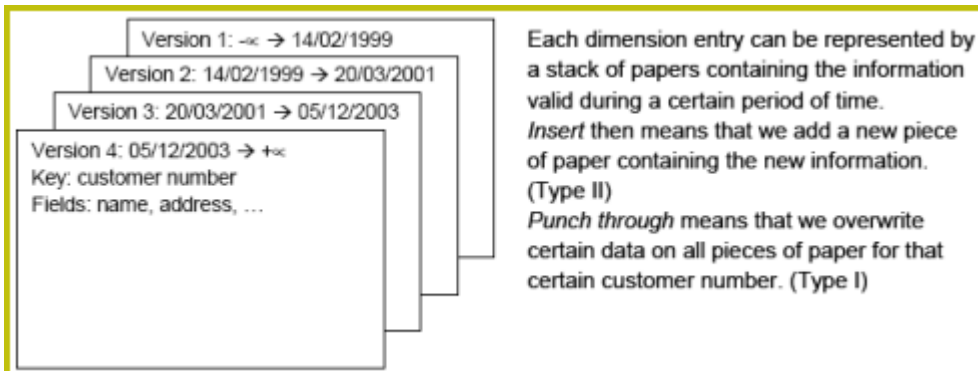 Version 1: -∝ → 14/02/1999
Version 2: 14/02/1999 → 20/03/2001
Version 3: 20/03/2001 → 05/12/2003
Version 4: 05/12/2003 → +∝
Key: customer number
Fields: name, address, …
Each dimension entry can be represented by
a stack of papers containing the information
valid during a certain period of time.
Insert then means that we add a new piece
of paper containing the new information.
(Type II)
Punch through means that we overwrite
certain data on all pieces of paper for that
certain customer number. (Type I)